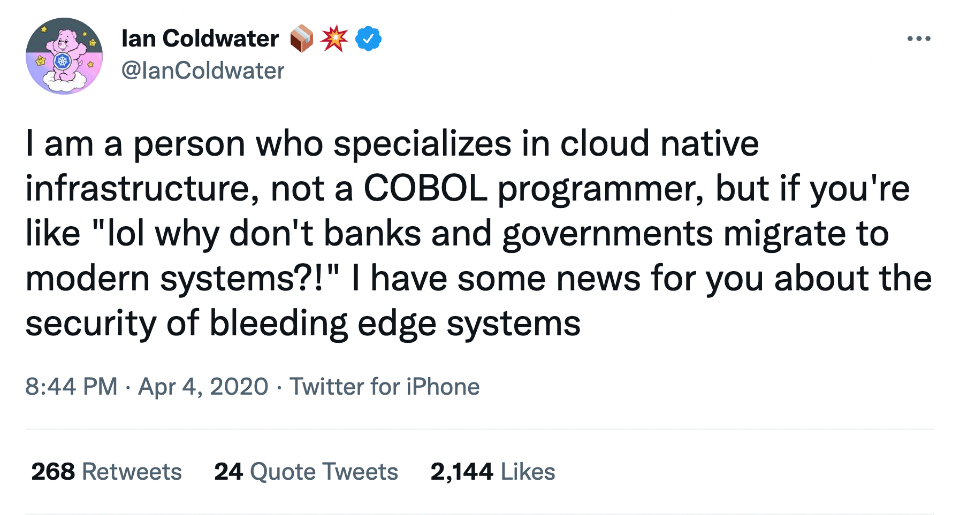 Ian Coldwater 📦💥
@IanColdwater
I am a person who specializes in cloud native
infrastructure, not a COBOL programmer, but if you're
like "lol why don't banks and governments migrate to
modern systems?!" I have some news for you about the
security of bleeding edge systems
8:44 PM · Apr 4, 2020 · Twitter for iPhone
268 Retweets 24 Quote Tweets 2,144 Likes